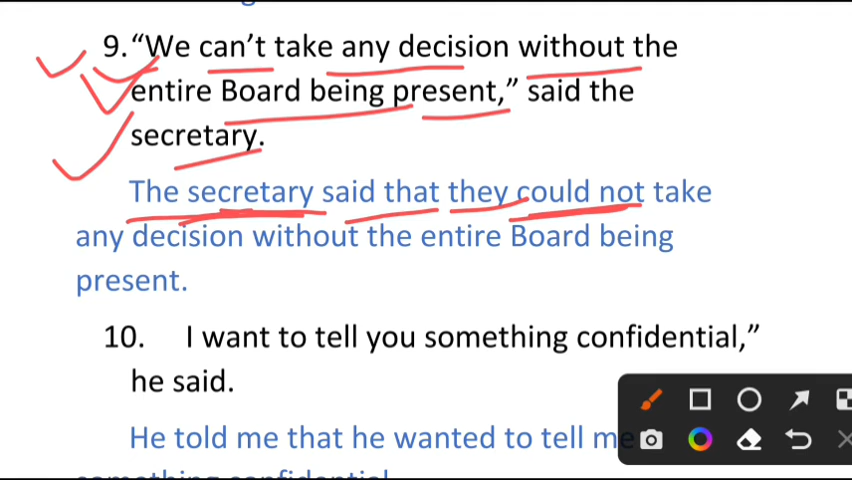 9. “We can’t take any decision without the
entire Board being present,” said the
secretary.
The secretary said that they could not take
any decision without the entire Board being
present.
10. I want to tell you something confidential,”
he said.
He told me that he wanted to tell me
something confidential